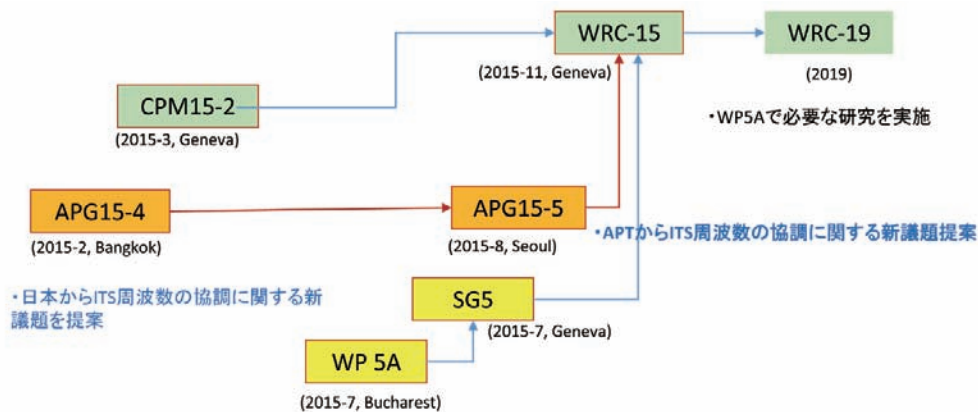 WRC-15
WRC-19
(2015-11, Geneva)
(2019)
CPM15-2
(2015-3, Geneva)
・WP5Aで必要な研究を実施
APG15-4
APG15-5
(2015-2, Bangkok)
(2015-8, Seoul)
・APTからITS周波数の協調に関する新議題提案
・日本からITS周波数の協調に関する新
議題を提案
SG5
(2015-7, Geneva)
WP 5A
(2015-7, Bucharest)